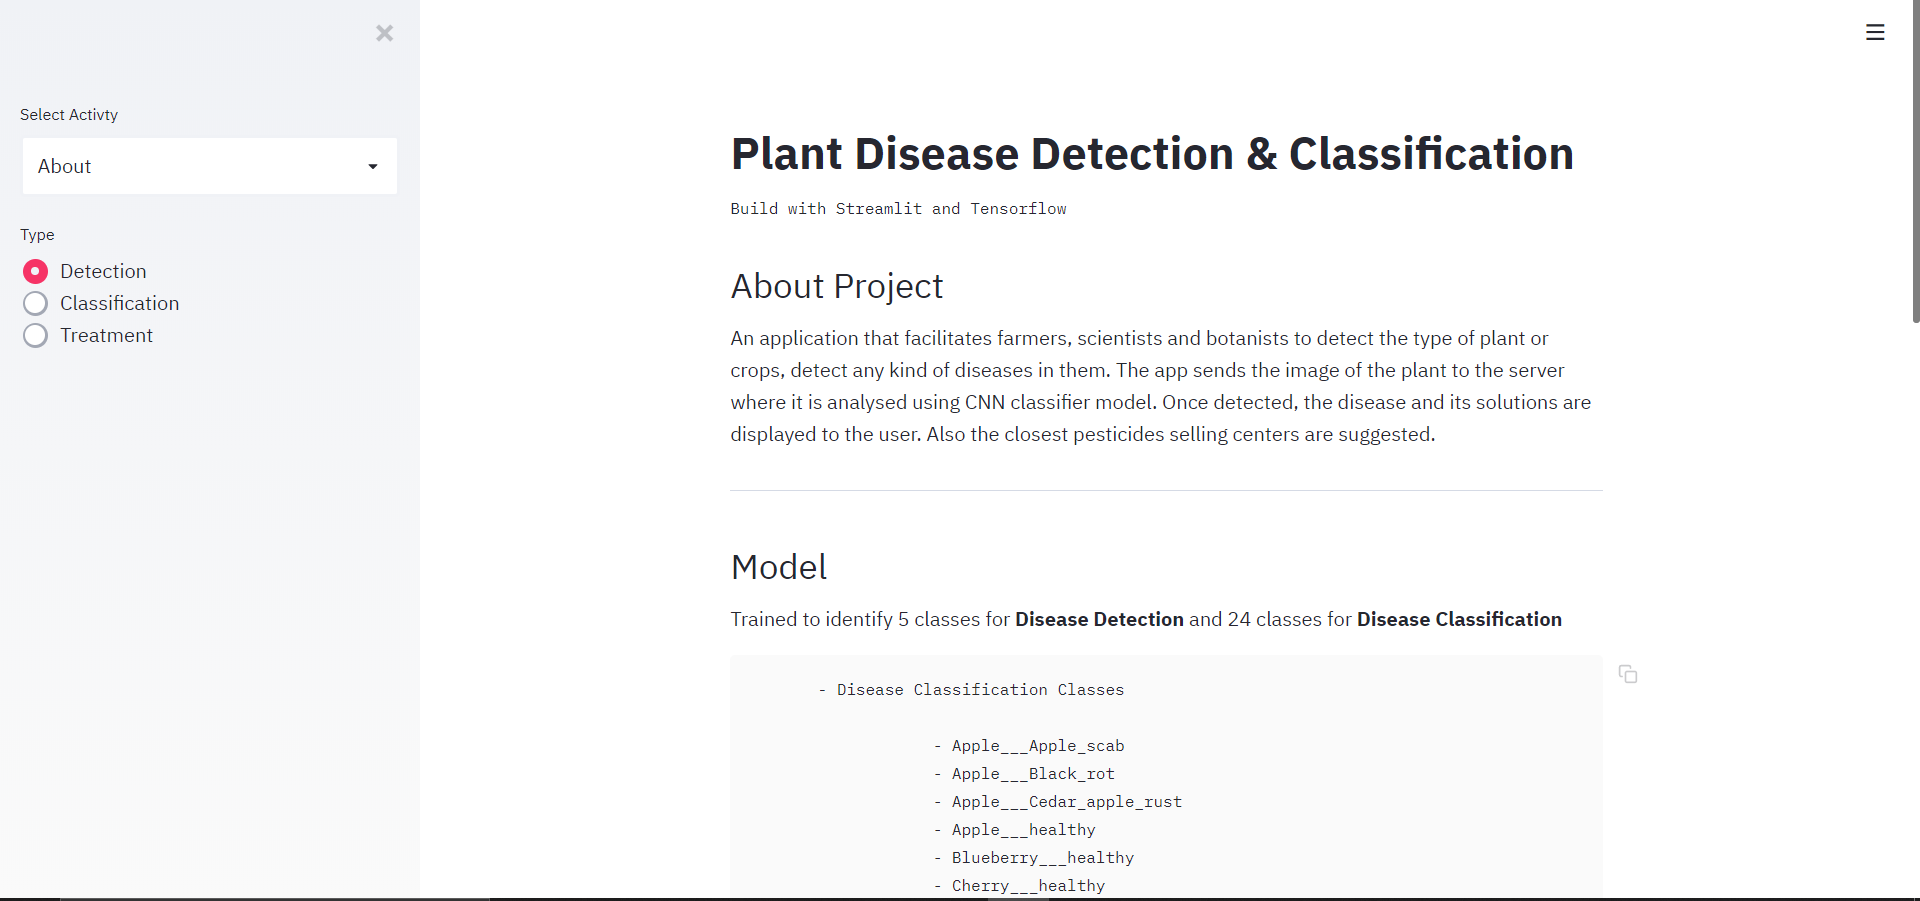 Select Activty
About
Type
Detection
Classification
Treatment
Plant Disease Detection & Classification
Build with Streamlit and Tensorflow
About Project
An application that facilitates farmers, scientists and botanists to detect the type of plant or
crops, detect any kind of diseases in them. The app sends the image of the plant to the server
where it is analysed using CNN classifier model. Once detected, the disease and its solutions are
displayed to the user. Also the closest pesticides selling centers are suggested.
Model
Trained to identify 5 classes for Disease Detection and 24 classes for Disease Classification
- Disease Classification Classes
- Apple___Apple_scab
- Apple___Black_rot
- Apple___Cedar_apple_rust
- Apple___healthy
- Blueberry___healthy
- Cherry___healthy